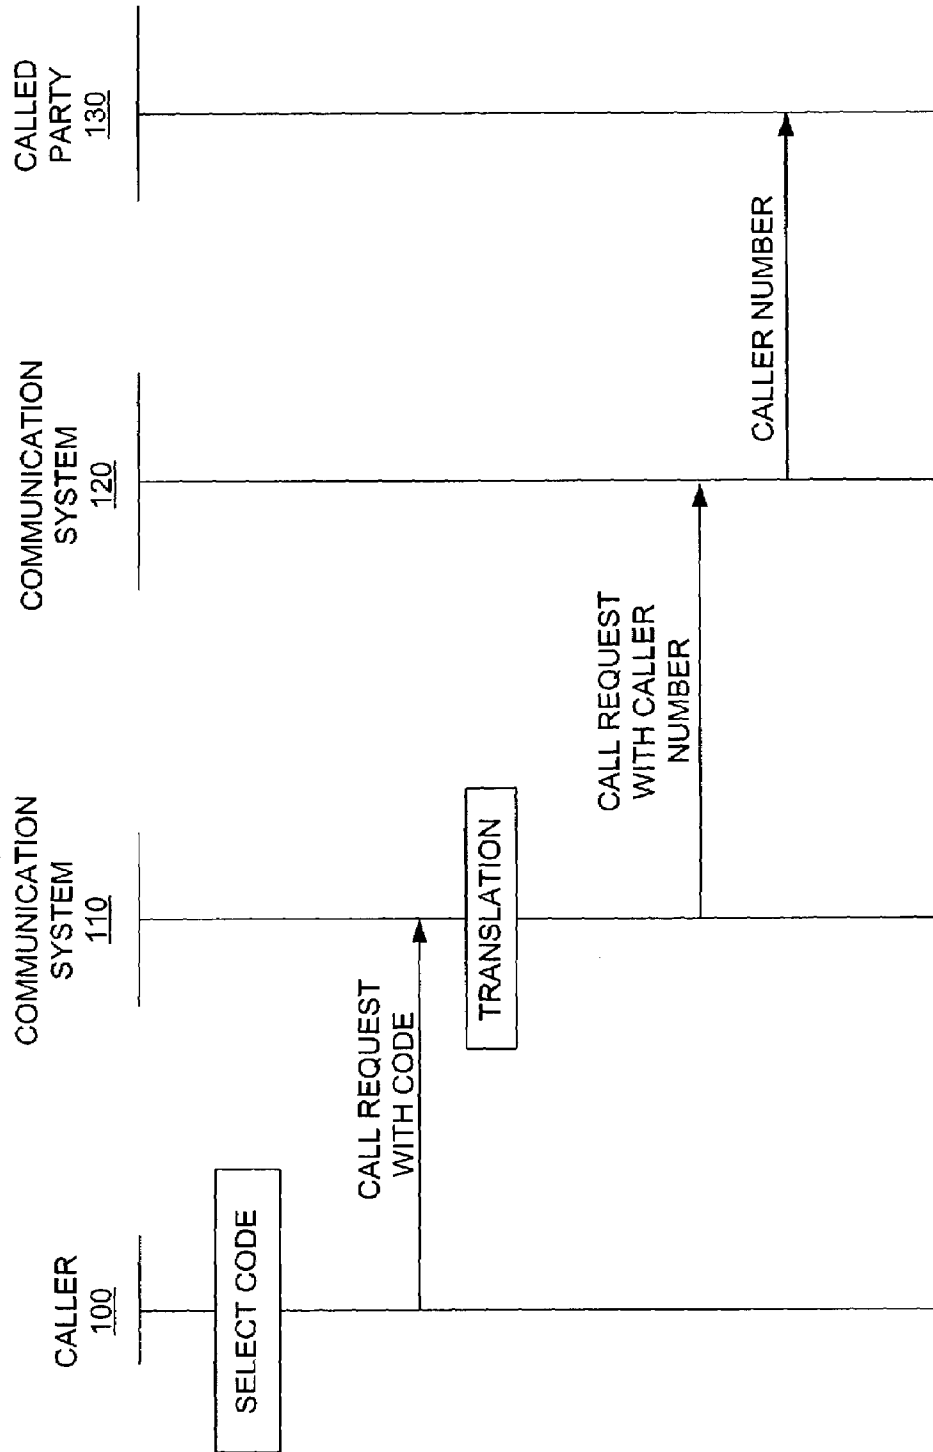 CALLER
100
COMMUNICATION
SYSTEM
110
COMMUNICATION
SYSTEM
120
CALLED
PARTY
130
SELECT CODE
CALL REQUEST
WITH CODE
TRANSLATION
CALL REQUEST
WITH CALLER
NUMBER
CALLER NUMBER